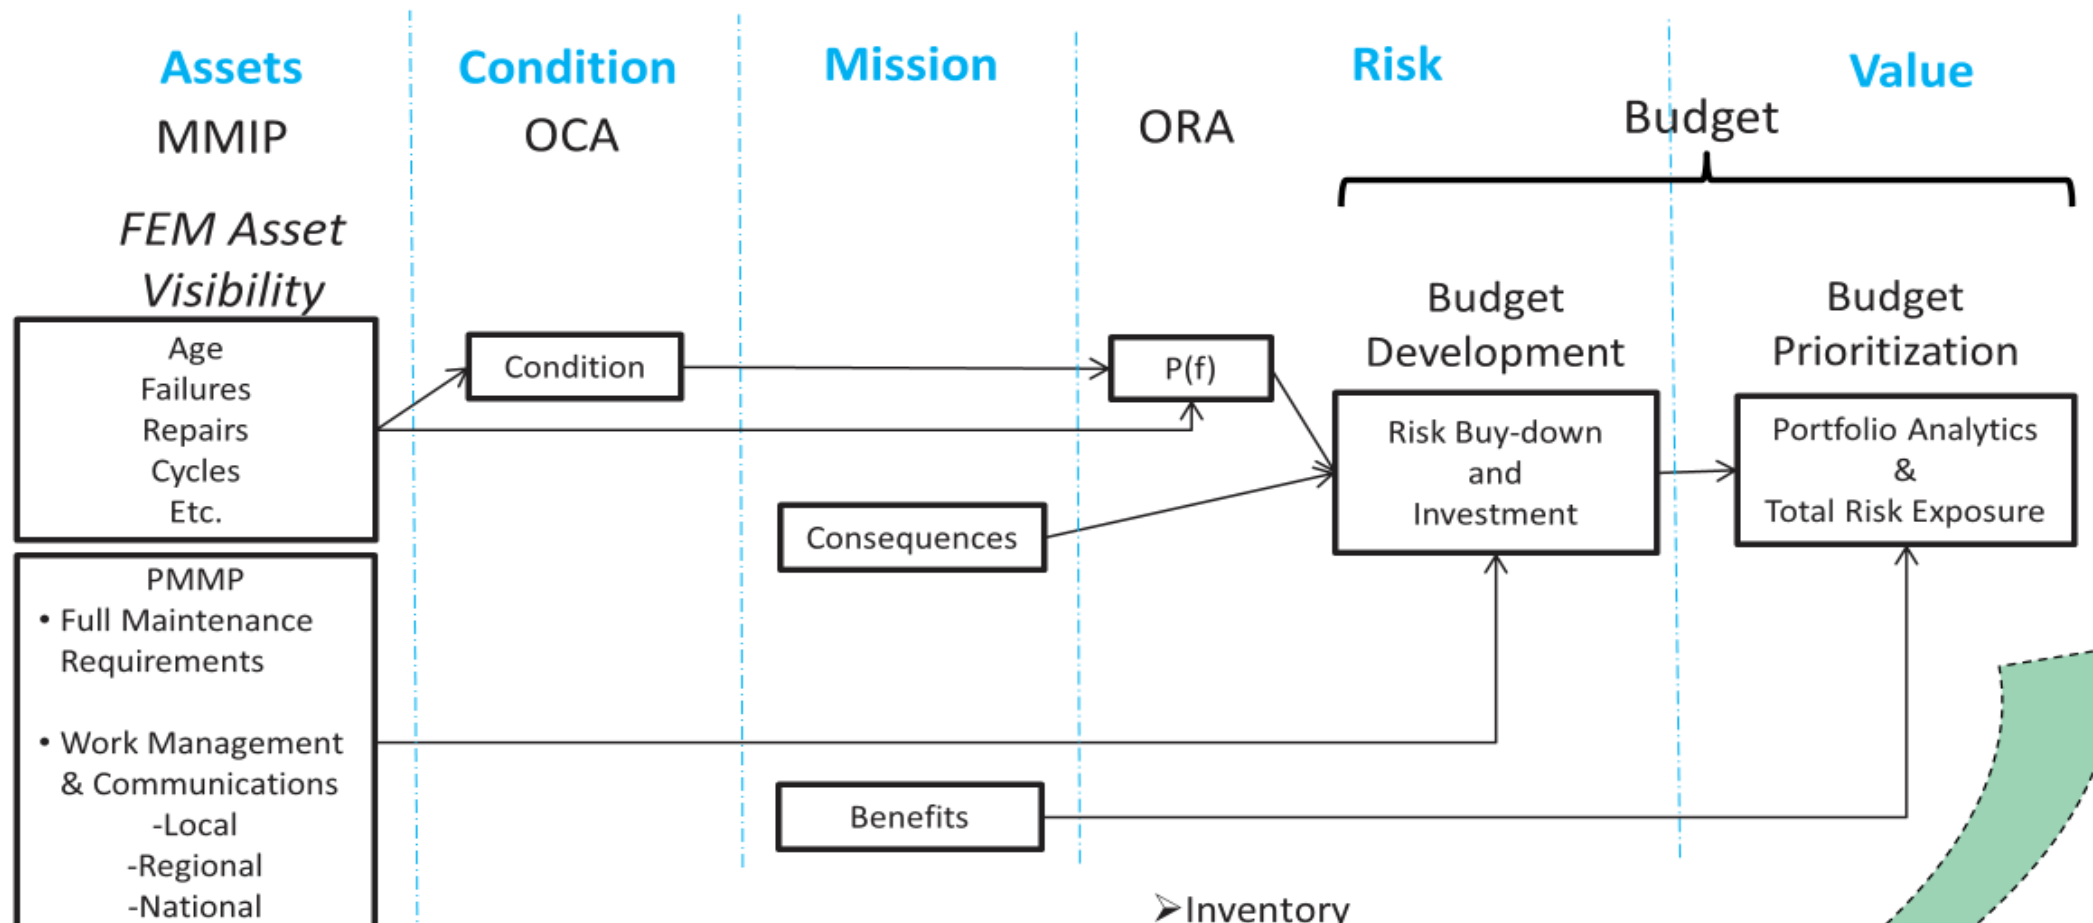 Assets
Condition
Mission
Risk
Value
MMIP
OCA
ORA
Budget
FEM Asset
Visibility
Age
Failures
Repairs
Cycles
Etc.
Condition
P(f)
Budget
Development
Budget
Prioritization
Risk Buy-down
and
Investment
Portfolio Analytics
&
Total Risk Exposure
Consequences
PMMP
• Full Maintenance
Requirements
• Work Management
& Communications
-Local
-Regional
-National
Benefits
➢Inventory